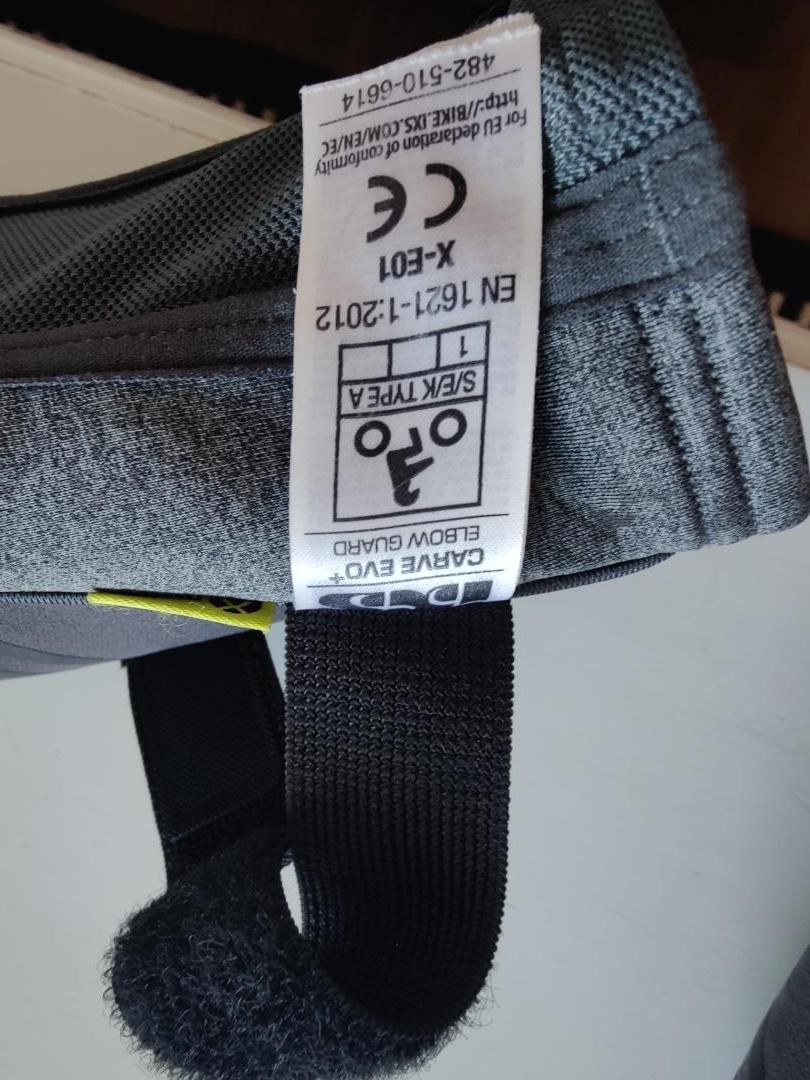 iXS
CARVE EVO+
ELBOW GUARD
S/E/K TYPE A
1
EN 1621-1:2012
X-E01
CE
For EU declaration of conformity
http://BIKE.IXS.COM/EN/EC
482-510-6614